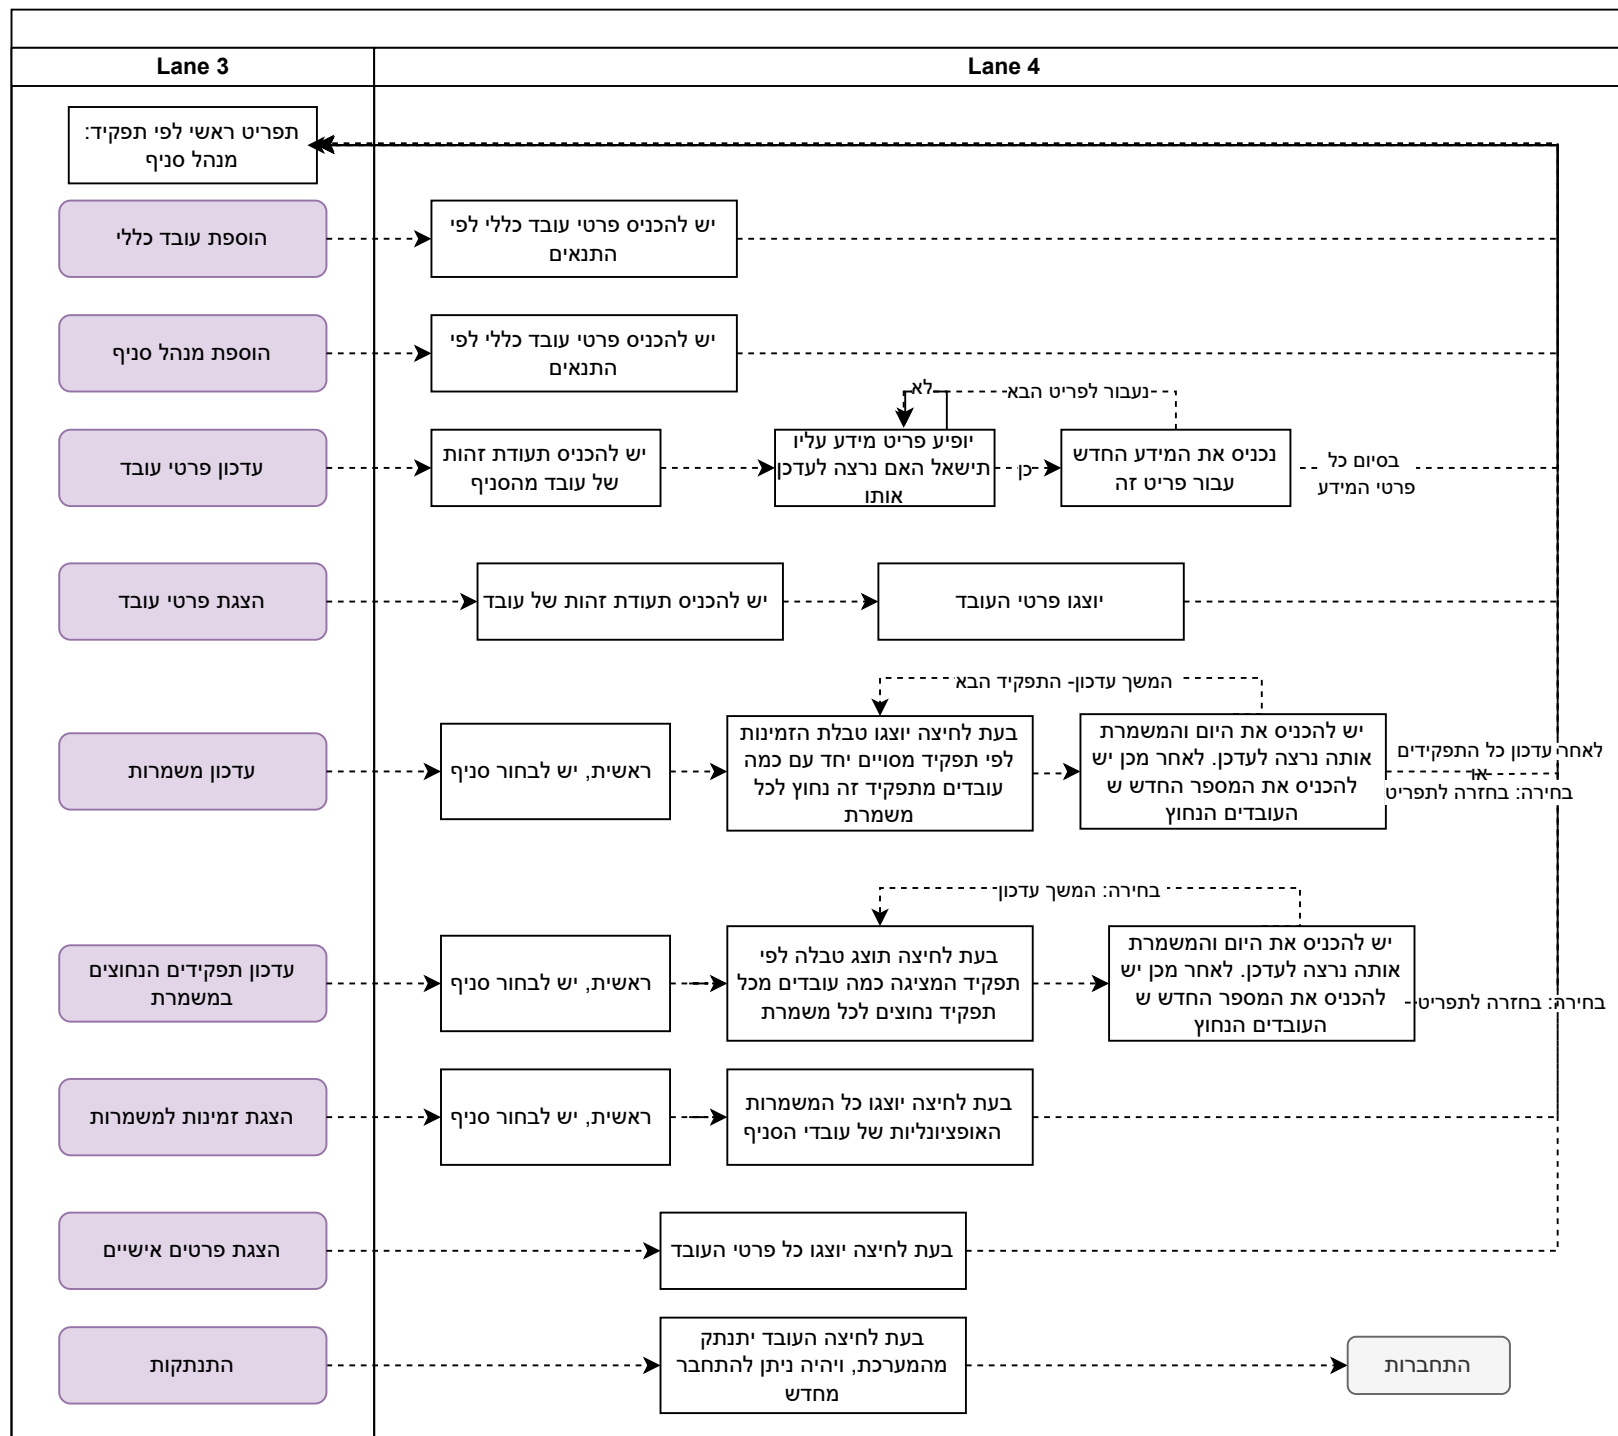 Lane 3
Lane 4
תפריט ראשי לפי תפקיד:
מנהל סניף
הוספת עובד כללי
יש להכניס פרטי עובד כללי לפי
התנאים
הוספת מנהל סניף
יש להכניס פרטי עובד כללי לפי
התנאים
לא
נעבור לפריט הבא
עדכון פרטי עובד
יש להכניס תעודת זהות
של עובד מהסניף
יופיע פריט מידע עליו
תישאל האם נרצה לעדכן
אותו
כן
נכניס את המידע החדש
עבור פריט זה
בסיום כל
פרטי המידע
הצגת פרטי עובד
יש להכניס תעודת זהות של עובד
יוצגו פרטי העובד
המשך עדכון- התפקיד הבא
עדכון משמרות
ראשית, יש לבחור סניף
בעת לחיצה יוצגו טבלת הזמינות
לפי תפקיד מסויים יחד עם כמה
עובדים מתפקיד זה נחוץ לכל
משמרת
יש להכניס את היום והמשמרת
אותה נרצה לעדכן. לאחר מכן יש
להכניס את המספר החדש ש
העובדים הנחוץ
לאחר עדכון כל התפקידים
או
בחירה: בחזרה לתפריט
בחירה: המשך עדכון
עדכון תפקידים הנחוצים
במשמרת
ראשית, יש לבחור סניף
בעת לחיצה תוצג טבלה לפי
תפקיד המציגה כמה עובדים מכל
תפקיד נחוצים לכל משמרת
יש להכניס את היום והמשמרת
אותה נרצה לעדכן. לאחר מכן יש
להכניס את המספר החדש ש
העובדים הנחוץ
בחירה: בחזרה לתפריט
הצגת זמינות למשמרות
ראשית, יש לבחור סניף
בעת לחיצה יוצגו כל המשמרות
האופציונליות של עובדי הסניף
הצגת פרטים אישיים
בעת לחיצה יוצגו כל פרטי העובד
התנתקות
בעת לחיצה העובד יתנתק
מהמערכת, ויהיה ניתן להתחבר
מחדש
התחברות